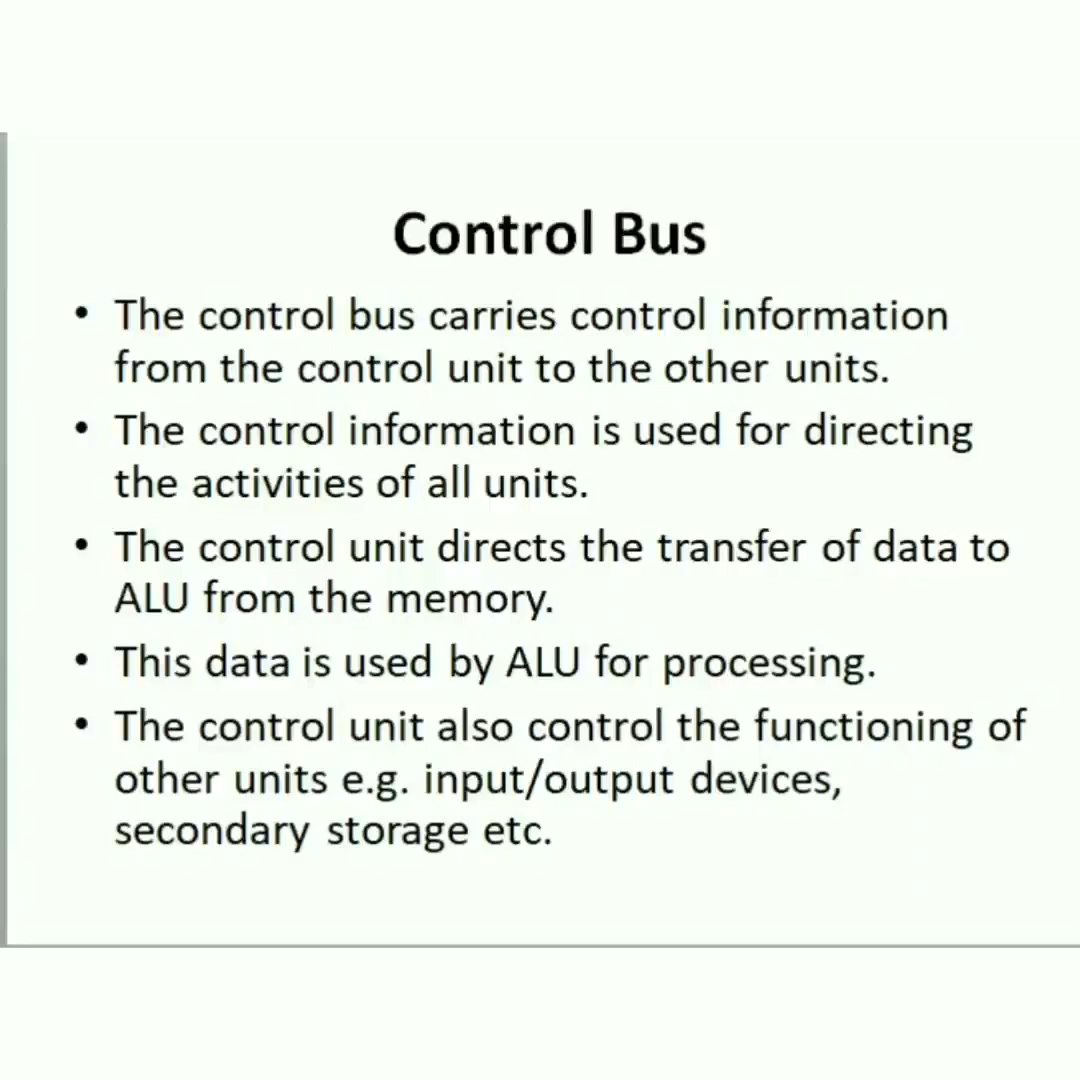 Control Bus
• The control bus carries control information
from the control unit to the other units.
• The control information is used for directing
the activities of all units.
• The control unit directs the transfer of data to
ALU from the memory.
• This data is used by ALU for processing.
• The control unit also control the functioning of
other units e.g. input/output devices,
secondary storage etc.